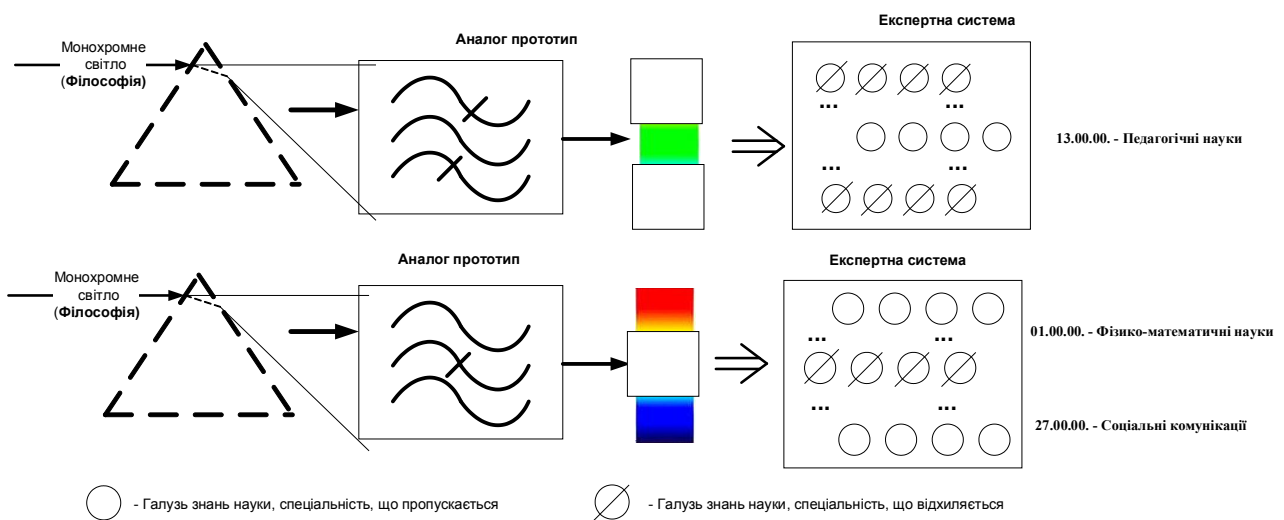 Експертна система
Аналог прототип
Монохромне
світло
(Філософія)
...
...
13.00.00. - Педагогічні науки
...
...
Аналог прототип
Експертна система
Монохромне
світло
(Філософія)
...
...
01.00.00. - Фізико-математичні науки
...
...
27.00.00. - Соціальні комунікації
- Галузь знань науки, спеціальність, що пропускається
- Галузь знань науки, спеціальність, що відхиляється